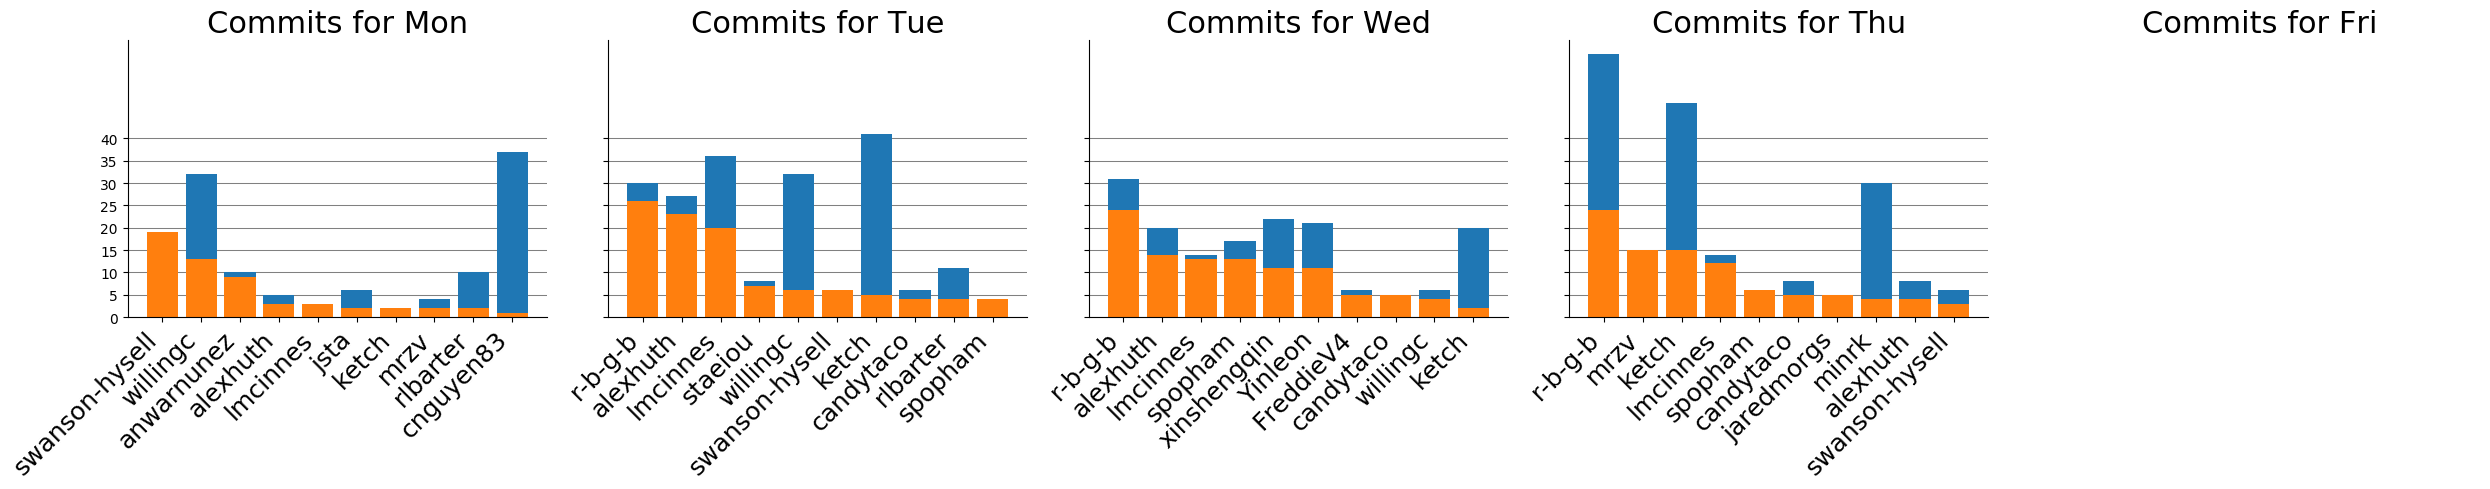 Commits for Mon
Commits for Tue
Commits for Wed
Commits for Thu
Commits for Fri
40
35
30
25
20
15
10
5
0
swanson-hysell
willingc
anwarnunez
alexhuth
lmcinnes
jsta
ketch
mrzv
rlbarter
cnguyen83
r-b-g-b
alexhuth
lmcinnes
staeiou
willingc
swanson-hysell
ketch
candytaco
rlbarter
spopham
r-b-g-b
alexhuth
lmcinnes
spopham
xinshengqin
Yinleon
FreddieV4
candytaco
willingc
ketch
r-b-g-b
mrzv
ketch
lmcinnes
spopham
candytaco
jaredmorgs
minrk
alexhuth
swanson-hysell